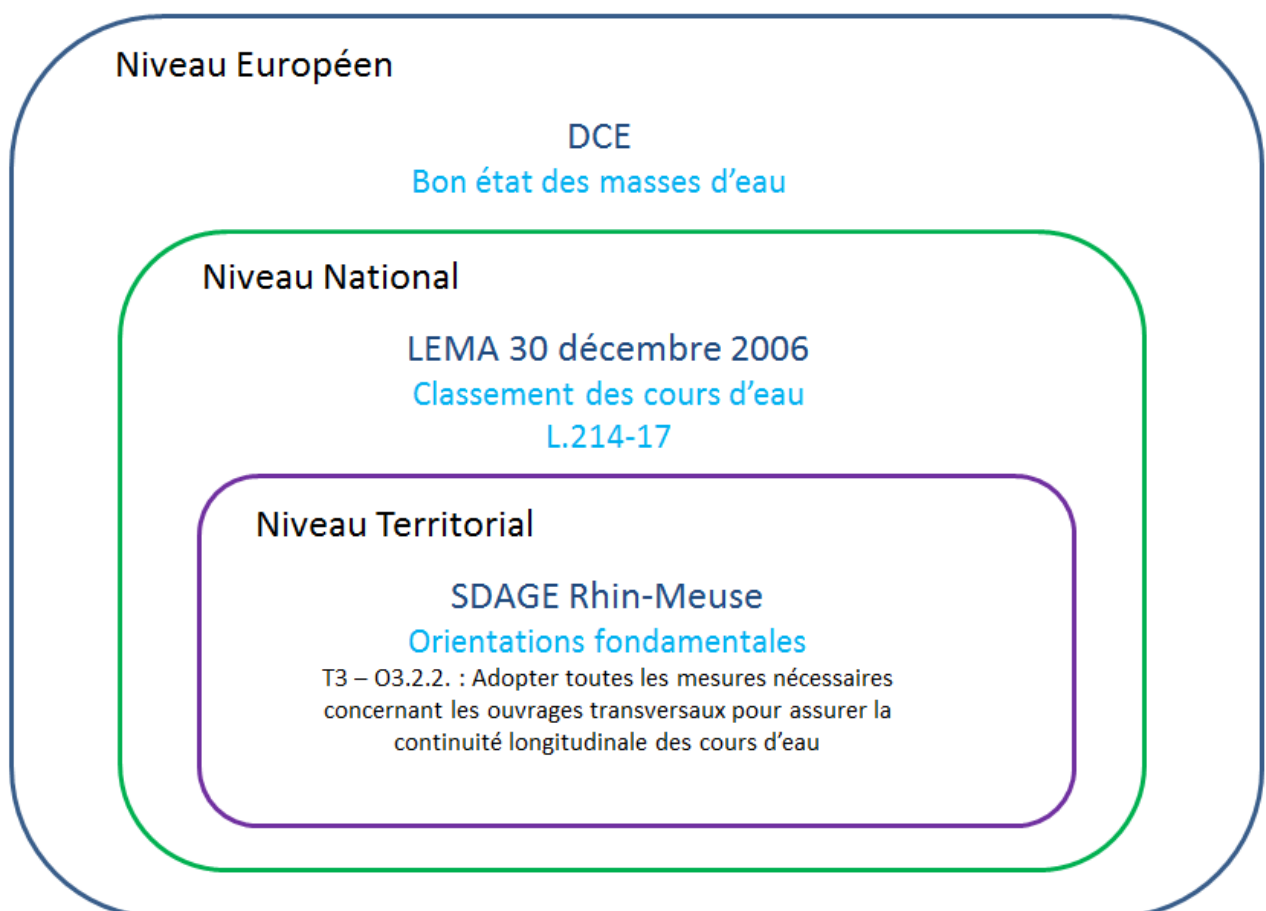 Niveau Européen
DCE
Bon état des masses d'eau
Niveau National
LEMA 30 décembre 2006
Classement des cours d'eau
L.214-17
Niveau Territorial
SDAGE Rhin-Meuse
Orientations fondamentales
T3 – O3.2.2. : Adopter toutes les mesures nécessaires
concernant les ouvrages transversaux pour assurer la
continuité longitudinale des cours d'eau